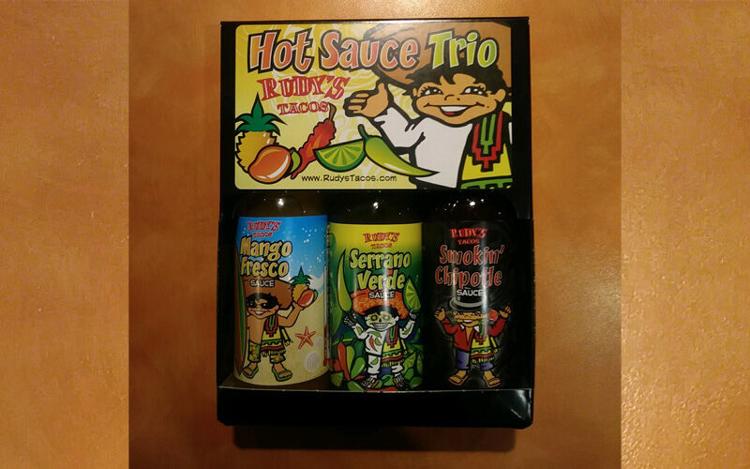 Hot Sauce Trio
RUDY'S
TACOS
www.RudysTacos.com
RUDY'S
TACOS
Mango
Fresco
SAUCE
RUDY'S
TACOS
Serrano
Verde
SAUCE
RUDY'S
TACOS
Smokin'
Chipotle
SAUCE